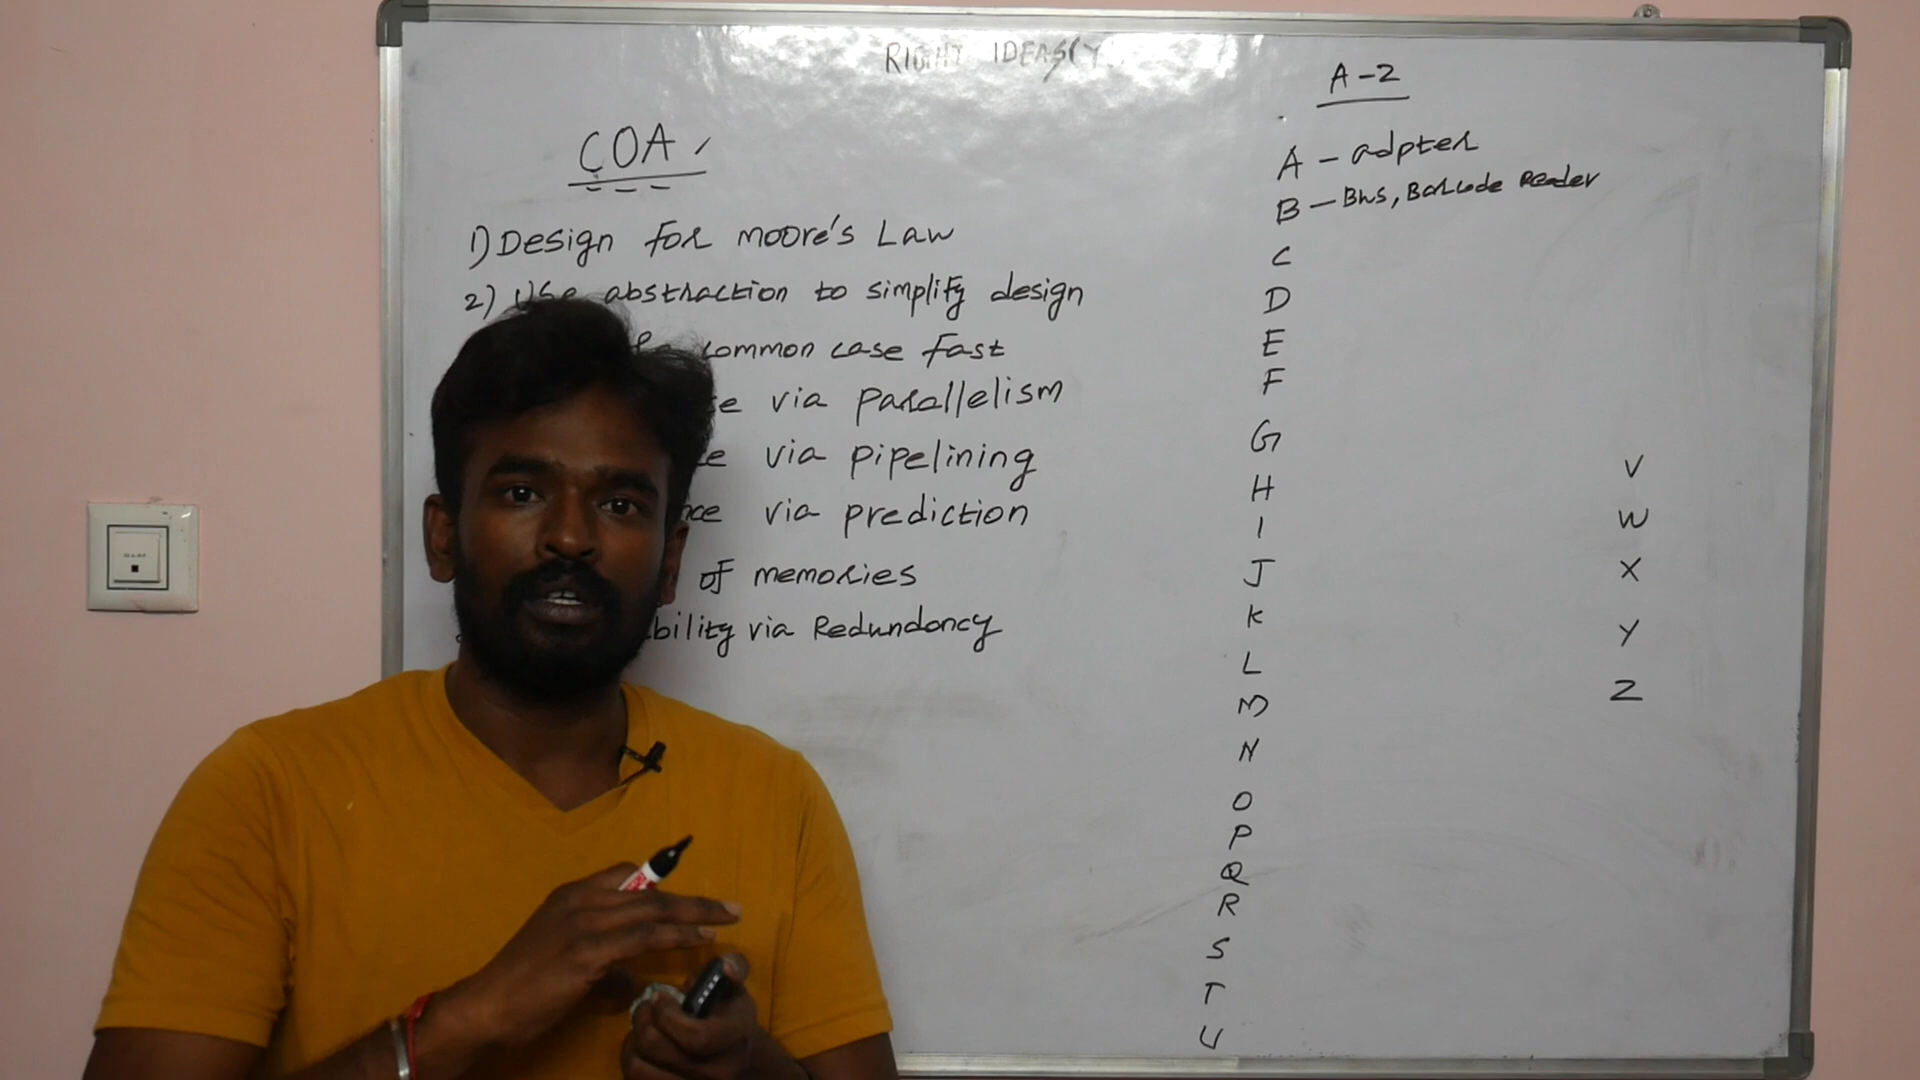 RIGHT IDEAS(Y)
COA
1) Design for moore's Law
2) Use abstraction to simplify design
common case fast
via parallelism
via pipelining
via prediction
of memories
via Redundancy
A-Z
A - adpter
B - Bus, Barcode Reader
C
D
E
F
G
H
I
J
K
L
M
N
O
P
Q
R
S
T
U
V
W
X
Y
Z